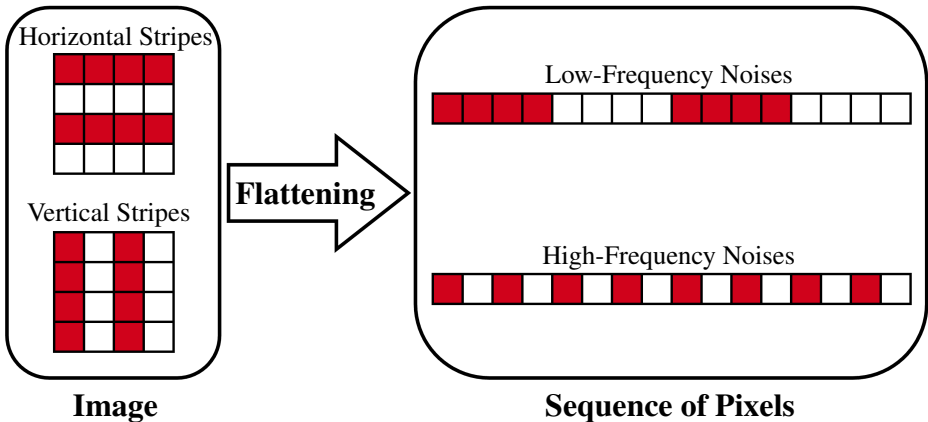 Horizontal Stripes
Vertical Stripes
Image
Flattening
Low-Frequency Noises
High-Frequency Noises
Sequence of Pixels